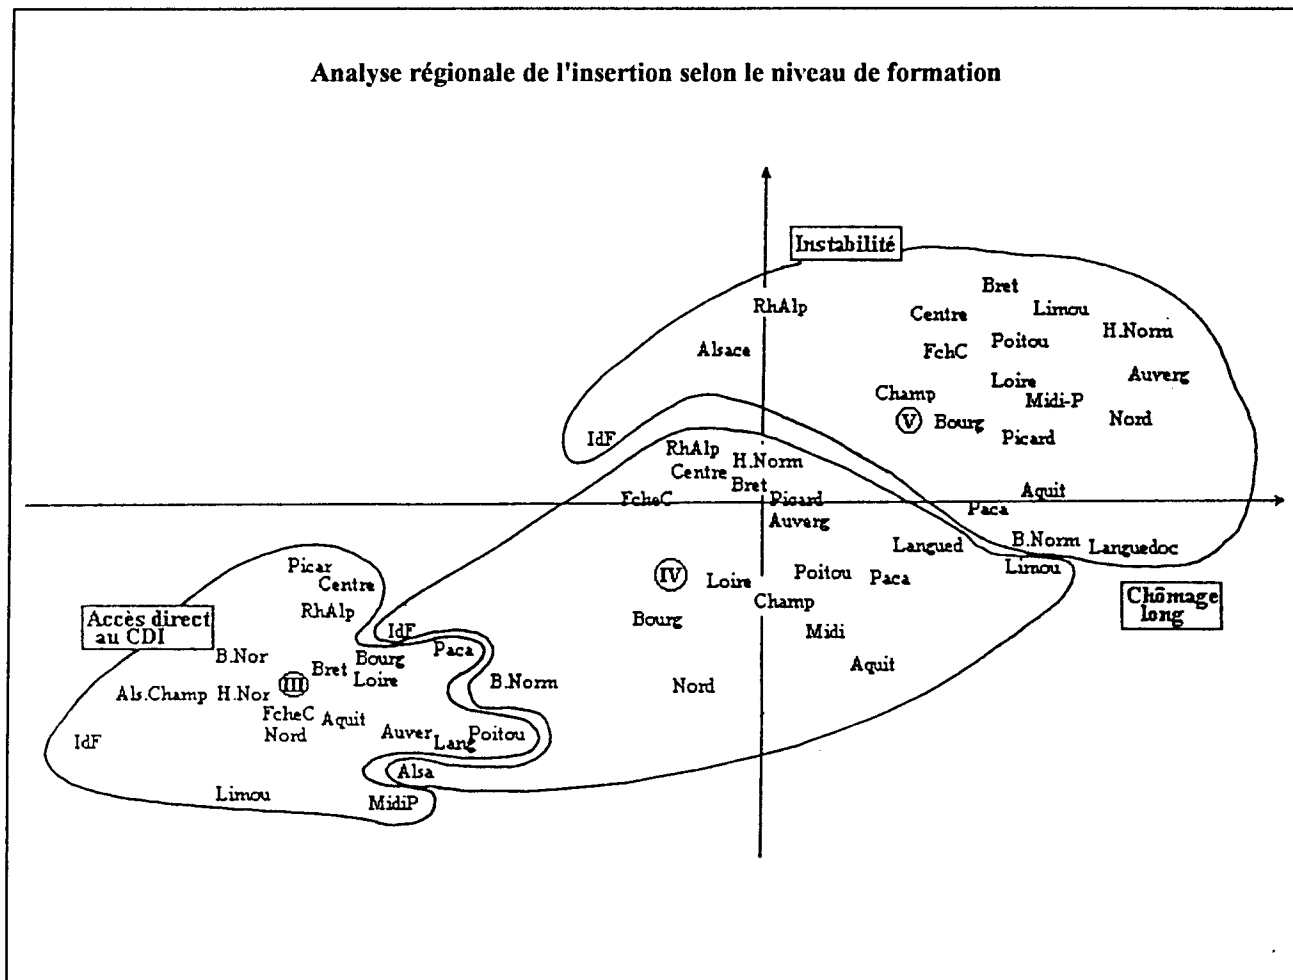 Analyse régionale de l'insertion selon le niveau de formation
Instabilité
Bret
RhAlp
Centre
Limou
H.Norm
Alsace
FchC
Poitou
Auverg
Loire
Champ
Midi-P
V
Bourg
Nord
Picard
IdF
RhAlp
H.Norm
Centre
Bret
FcheC
Picard
Auverg
Aquit
Paca
B.Norm
Languedoc
Langued
Limou
Picar
Centre
RhAlp
IV
Loire
Poitou
Paca
Champ
Chômage
long
Accès direct
au CDI
IdF
Bourg
Midi
Paca
B.Nor
Bret
Bourg
Loire
Aquit
Als.Champ
H.Nor
III
B.Norm
Nord
FcheC
Aquit
Nord
IdF
Auver
Lang
Poitou
Alsa
Limou
MidiP